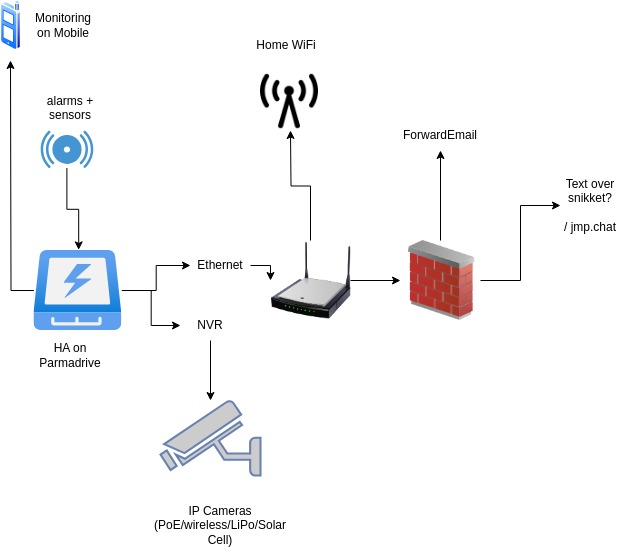 Monitoring
on Mobile
Home WiFi
alarms +
sensors
ForwardEmail
Text over
snikket?
/ jmp.chat
Ethernet
NVR
HA on
Parmadrive
IP Cameras
(PoE/wireless/LiPo/Solar
Cell)